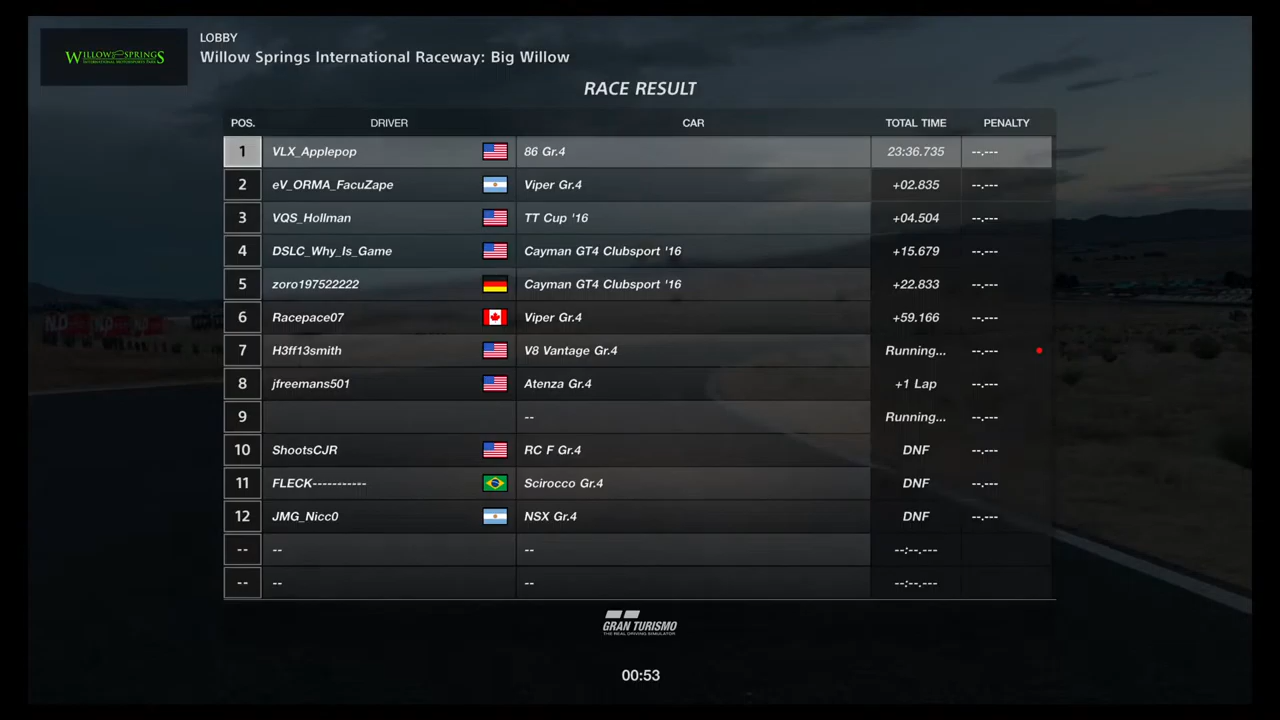 WILLOW SPRINGS
INTERNATIONAL MOTORSPORTS PARK
LOBBY
Willow Springs International Raceway: Big Willow
RACE RESULT
POS. DRIVER CAR TOTAL TIME PENALTY
1 VLX_Applepop 86 Gr.4 23:36.735 --.---
2 eV_ORMA_FacuZape Viper Gr.4 +02.835 --.---
3 VQS_Hollman TT Cup '16 +04.504 --.---
4 DSLC_Why_Is_Game Cayman GT4 Clubsport '16 +15.679 --.---
5 zoro197522222 Cayman GT4 Clubsport '16 +22.833 --.---
6 Racepace07 Viper Gr.4 +59.166 --.---
7 H3ff13smith V8 Vantage Gr.4 Running... --.---
8 jfreemans501 Atenza Gr.4 +1 Lap --.---
9 -- Running... --.---
10 ShootsCJR RC F Gr.4 DNF --.---
11 FLECK----------- Scirocco Gr.4 DNF --.---
12 JMG_Nicc0 NSX Gr.4 DNF --.---
-- -- -- --:--.---
-- -- -- --:--.---
GRAN TURISMO
THE REAL DRIVING SIMULATOR
00:53